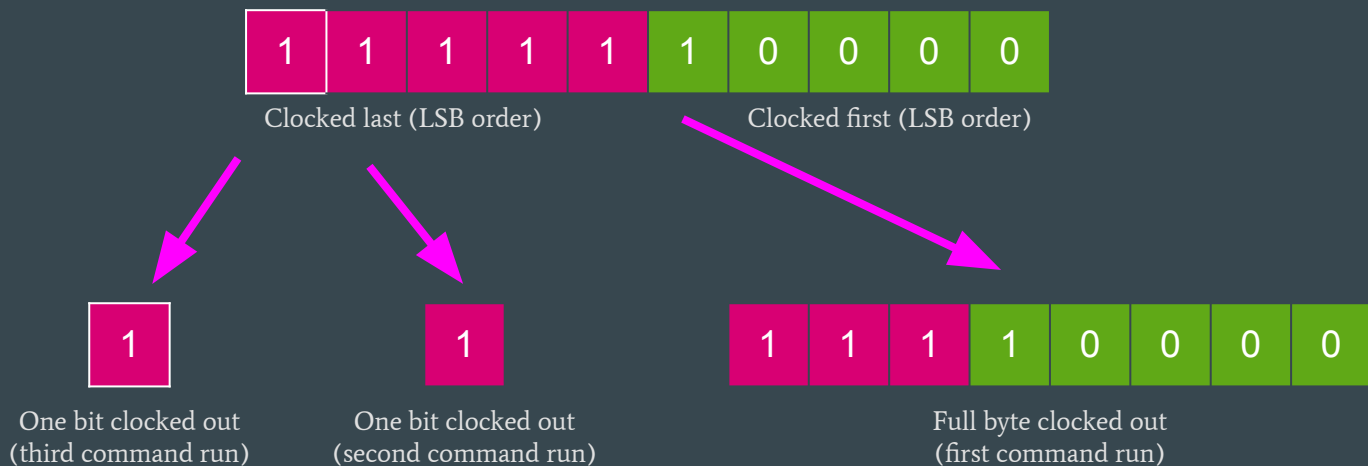 1 1 1 1 1 1 0 0 0 0
Clocked last (LSB order) Clocked first (LSB order)
1 1 1 1 1 1 0 0 0 0
One bit clocked out One bit clocked out Full byte clocked out
(third command run) (second command run) (first command run)